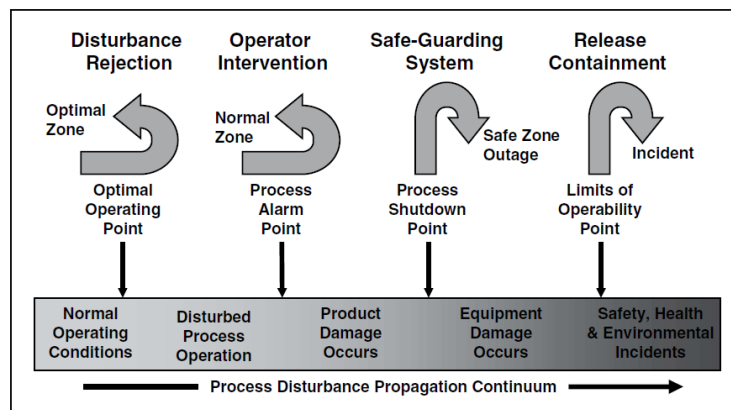 Disturbance
Rejection
Operator
Intervention
Safe-Guarding
System
Release
Containment
Optimal
Zone
Normal
Zone
Safe Zone
Outage
Incident
Optimal
Operating
Point
Process
Alarm
Point
Process
Shutdown
Point
Limits of
Operability
Point
Normal
Operating
Conditions
Disturbed
Process
Operation
Product
Damage
Occurs
Equipment
Damage
Occurs
Safety, Health
& Environmental
Incidents
Process Disturbance Propagation Continuum